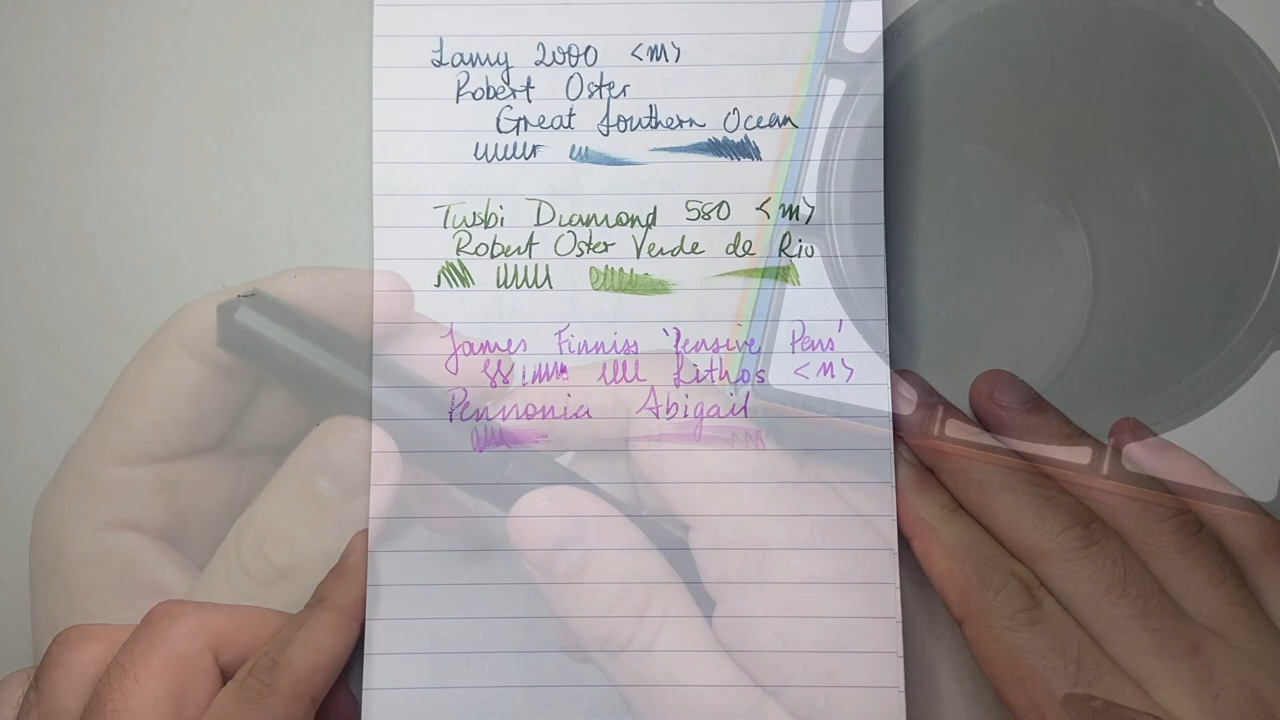 Lamy 2000 <M>
Robert Oster
Great Southern Ocean
Twsbi Diamond 580 <M>
Robert Oster Verde de Rio
James Finniss 'Pensive Pens'
Lithos <M>
Pennonia Abigail